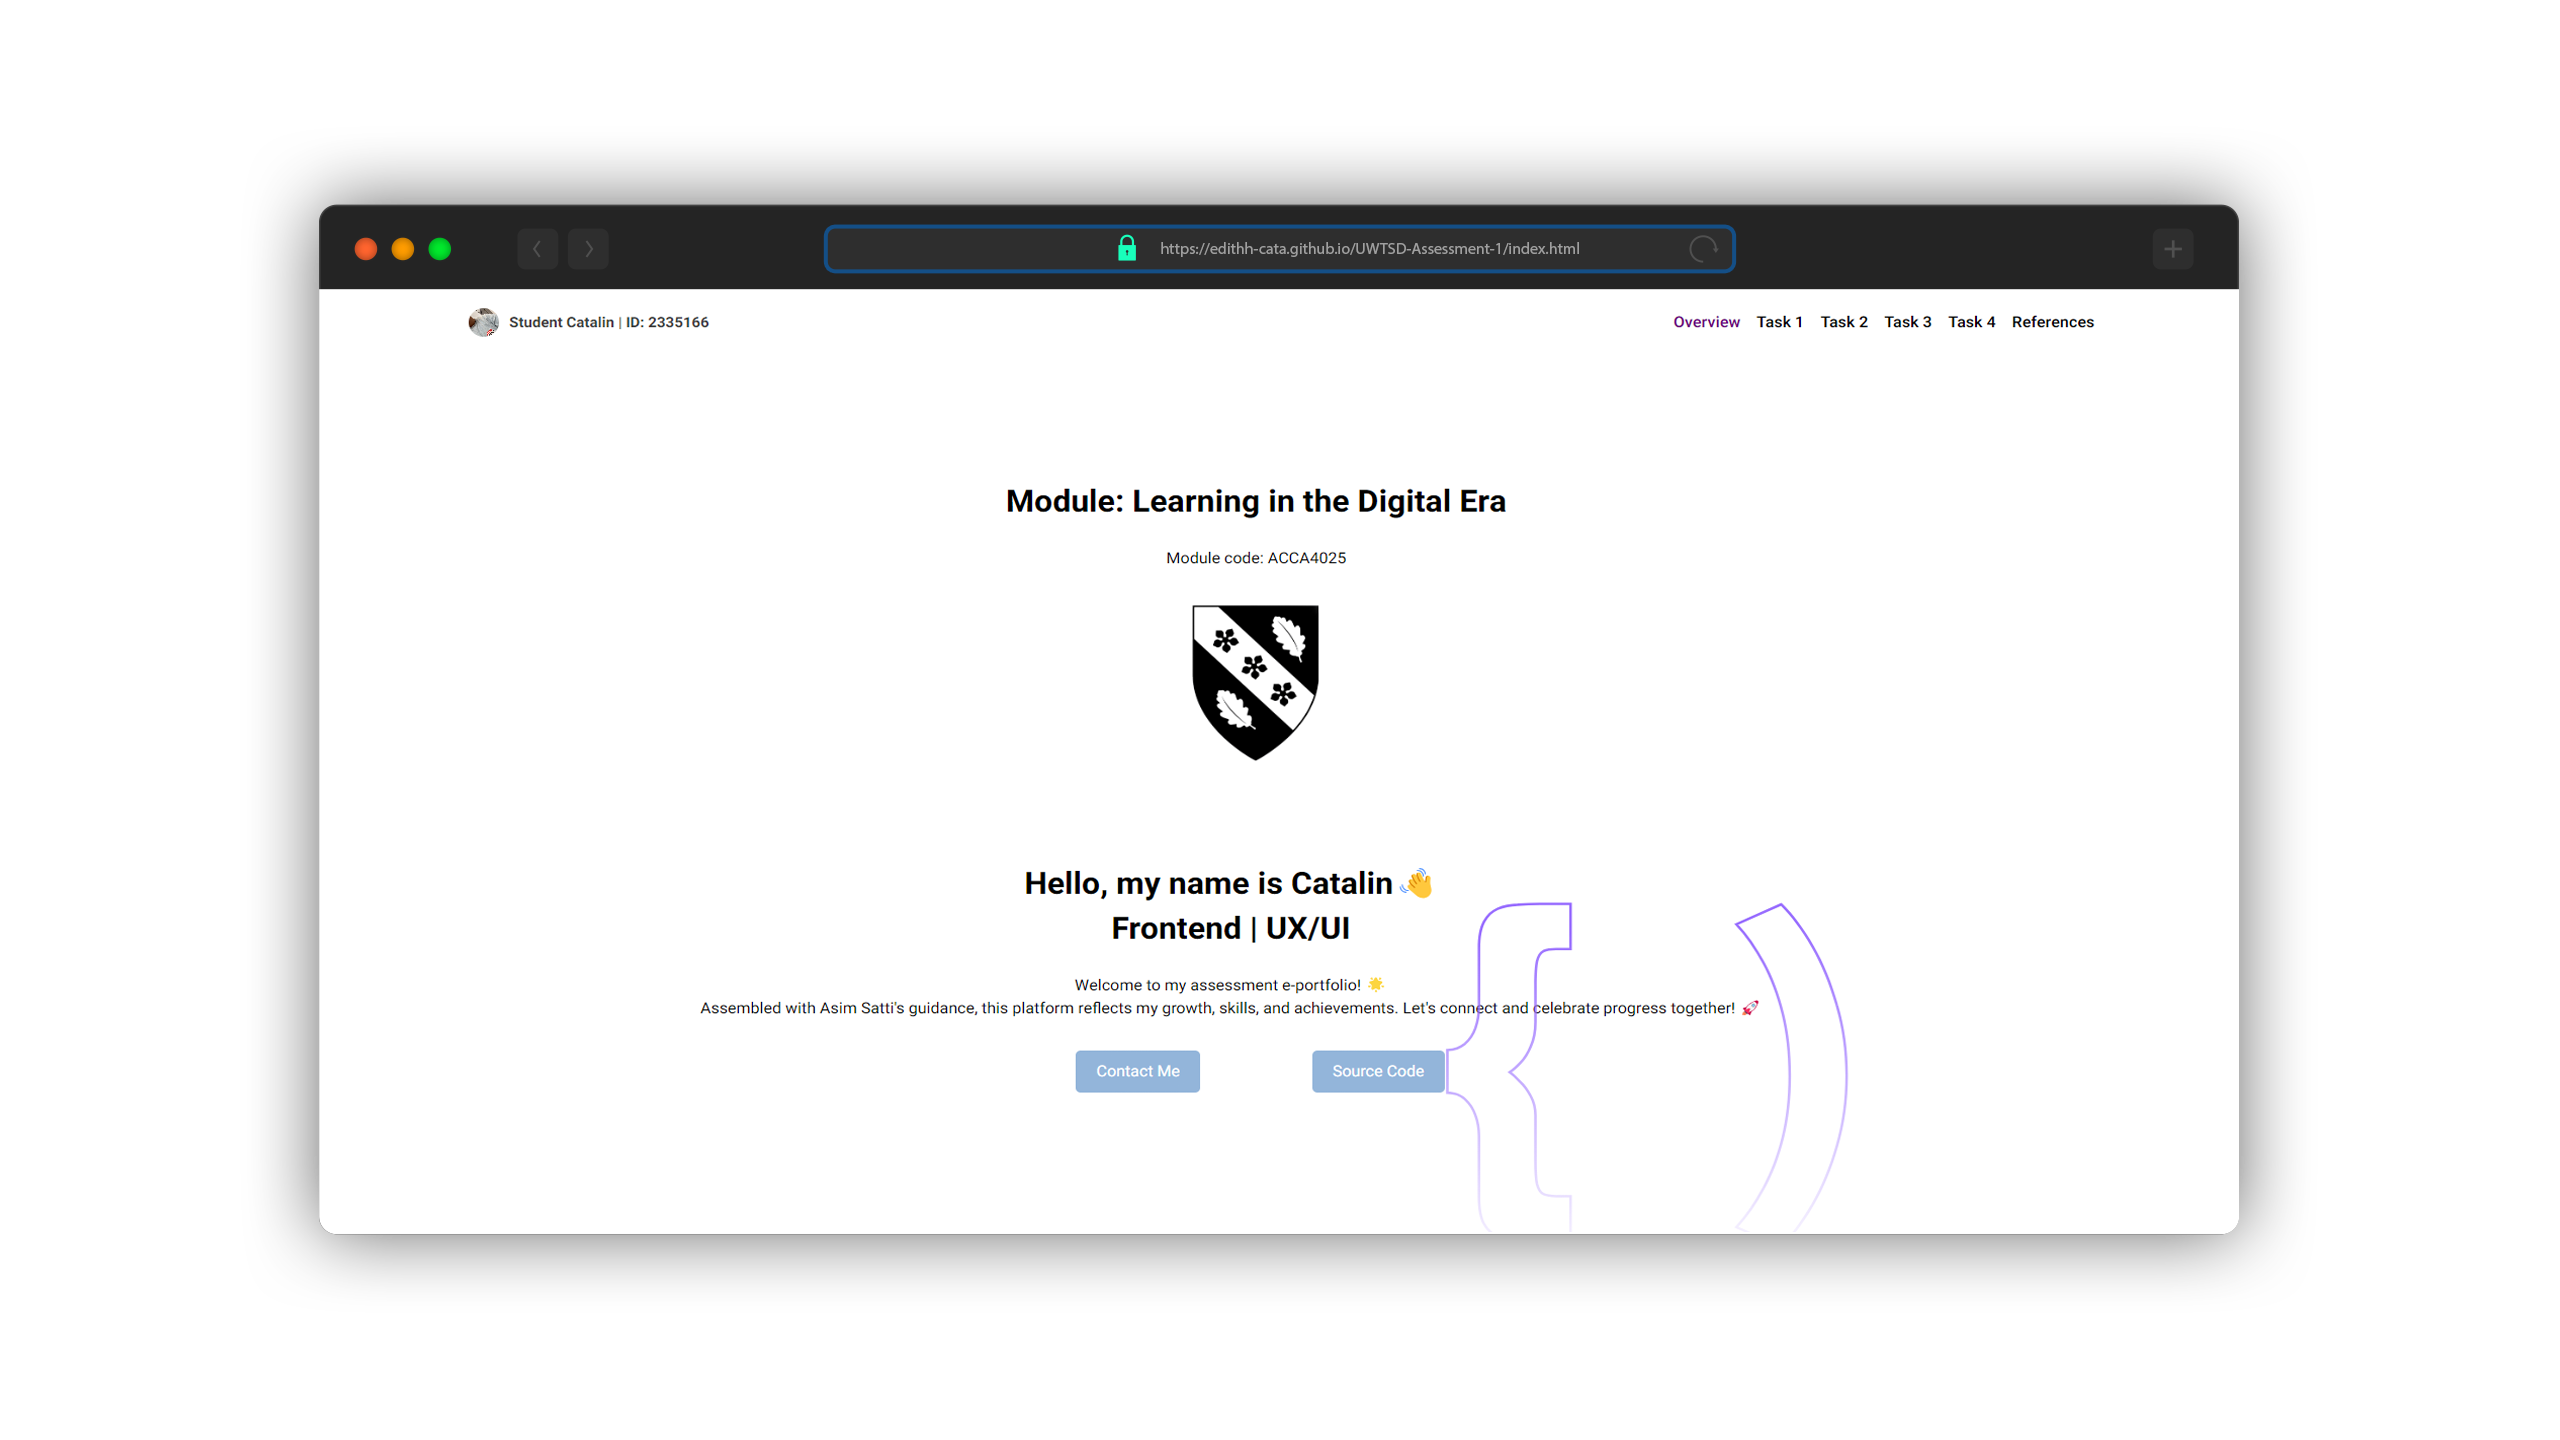 https://edithh-cata.github.io/UWTSD-Assessment-1/index.html
Student Catalin | ID: 2335166
Overview Task 1 Task 2 Task 3 Task 4 References
Module: Learning in the Digital Era
Module code: ACCA4025
Hello, my name is Catalin 👋
Frontend | UX/UI
Welcome to my assessment e-portfolio! 🌟
Assembled with Asim Satti's guidance, this platform reflects my growth, skills, and achievements. Let's connect and celebrate progress together! 🚀
Contact Me Source Code
{ )